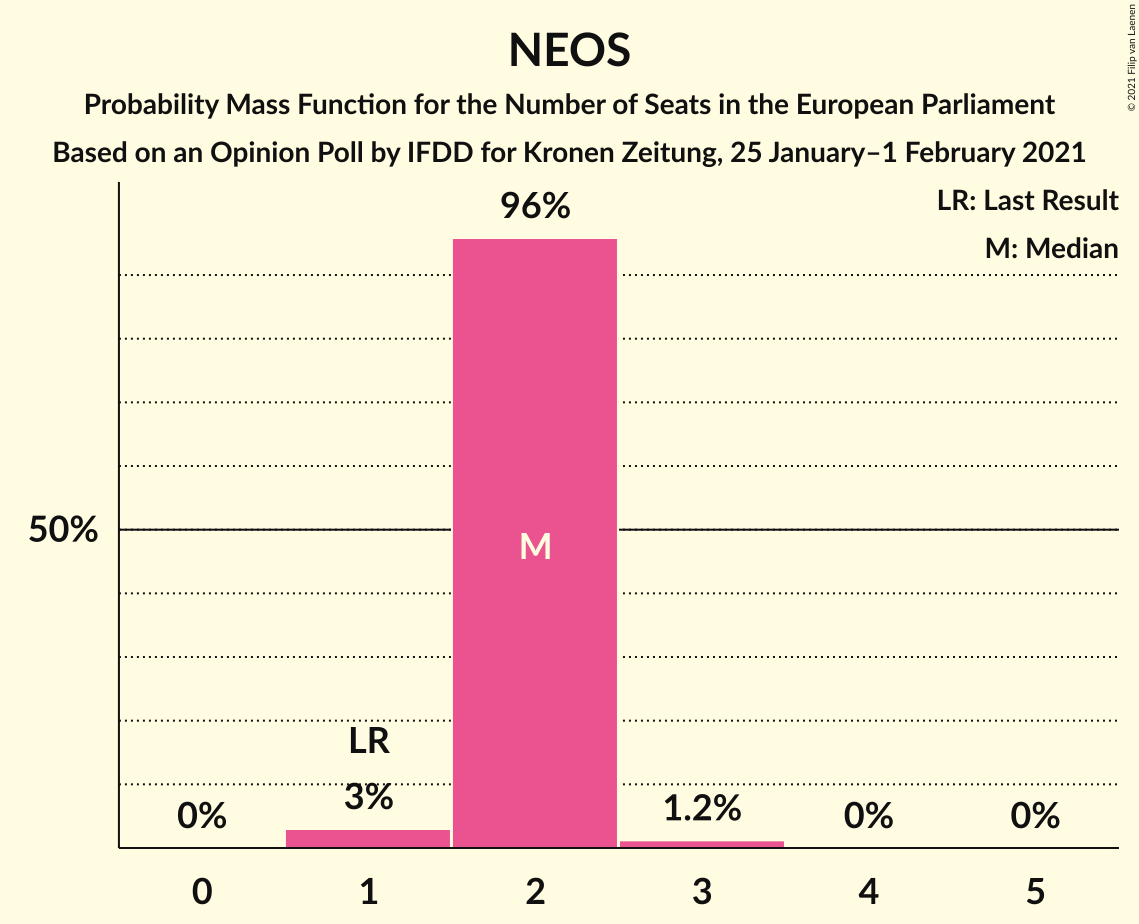 NEOS
Probability Mass Function for the Number of Seats in the European Parliament
Based on an Opinion Poll by IFDD for Kronen Zeitung, 25 January–1 February 2021
© 2021 Filip van Laenen
LR: Last Result
M: Median
96%
50%
M
LR
0%
3%
1.2%
0%
0%
0
1
2
3
4
5